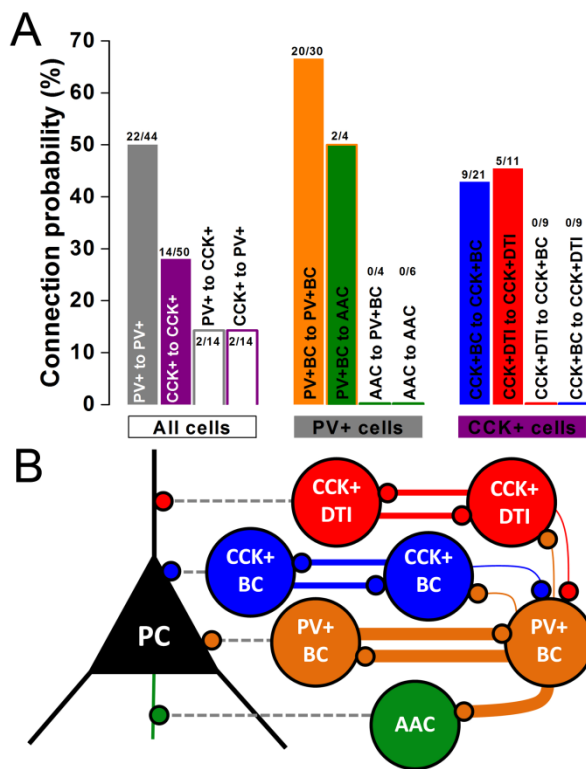 A
Connection probability (%)
70
60
50
40
30
20
10
0
22/44
PV+ to PV+
14/50
CCK+ to CCK+
PV+ to CCK+
2/14
CCK+ to PV+
2/14
All cells
20/30
PV+BC to PV+BC
2/4
PV+BC to AAC
0/4
AAC to PV+BC
0/6
AAC to AAC
PV+ cells
9/21
CCK+BC to CCK+BC
5/11
CCK+DTI to CCK+DTI
0/9
CCK+DTI to CCK+BC
0/9
CCK+BC to CCK+DTI
CCK+ cells
B
CCK+
DTI
CCK+
DTI
CCK+
BC
CCK+
BC
PC
PV+
BC
PV+
BC
AAC